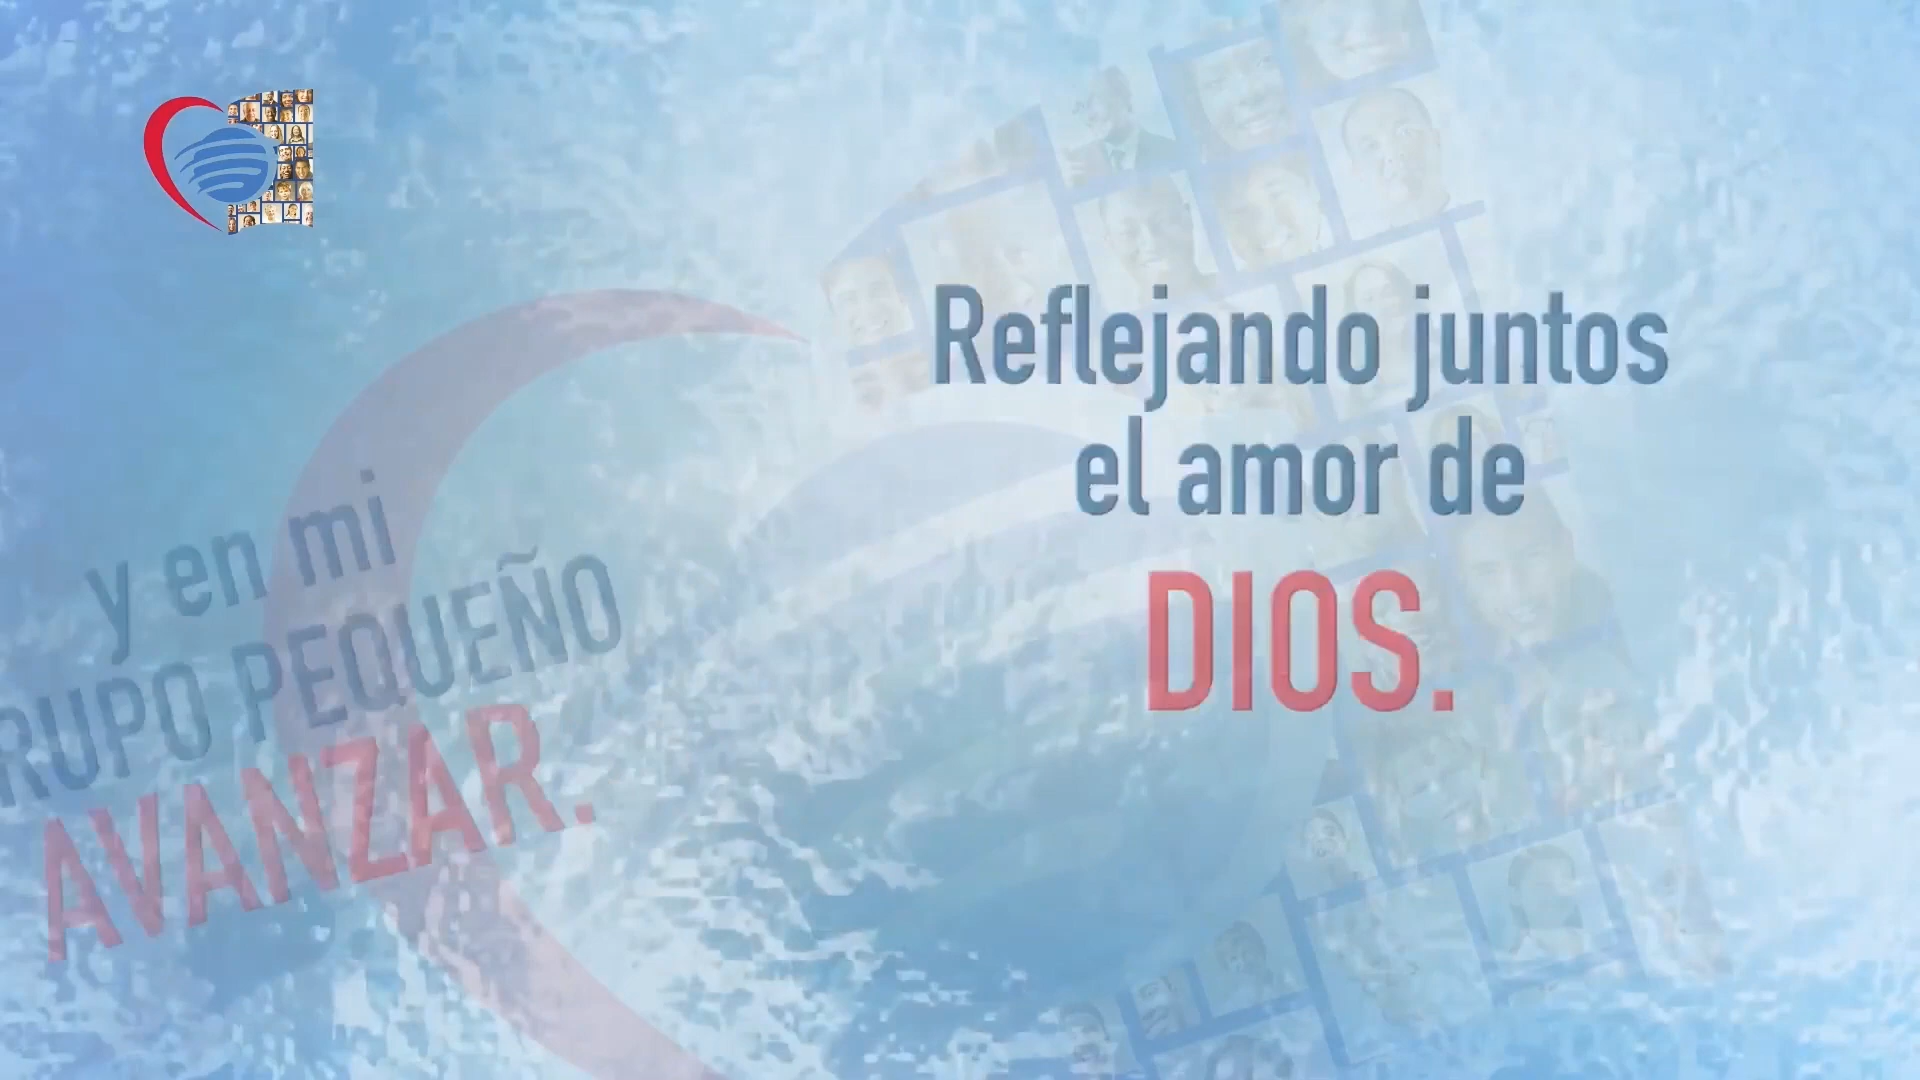 Reflejando juntos
el amor de
DIOS.
y en mi
RUPO PEQUEÑO
AVANZAR.